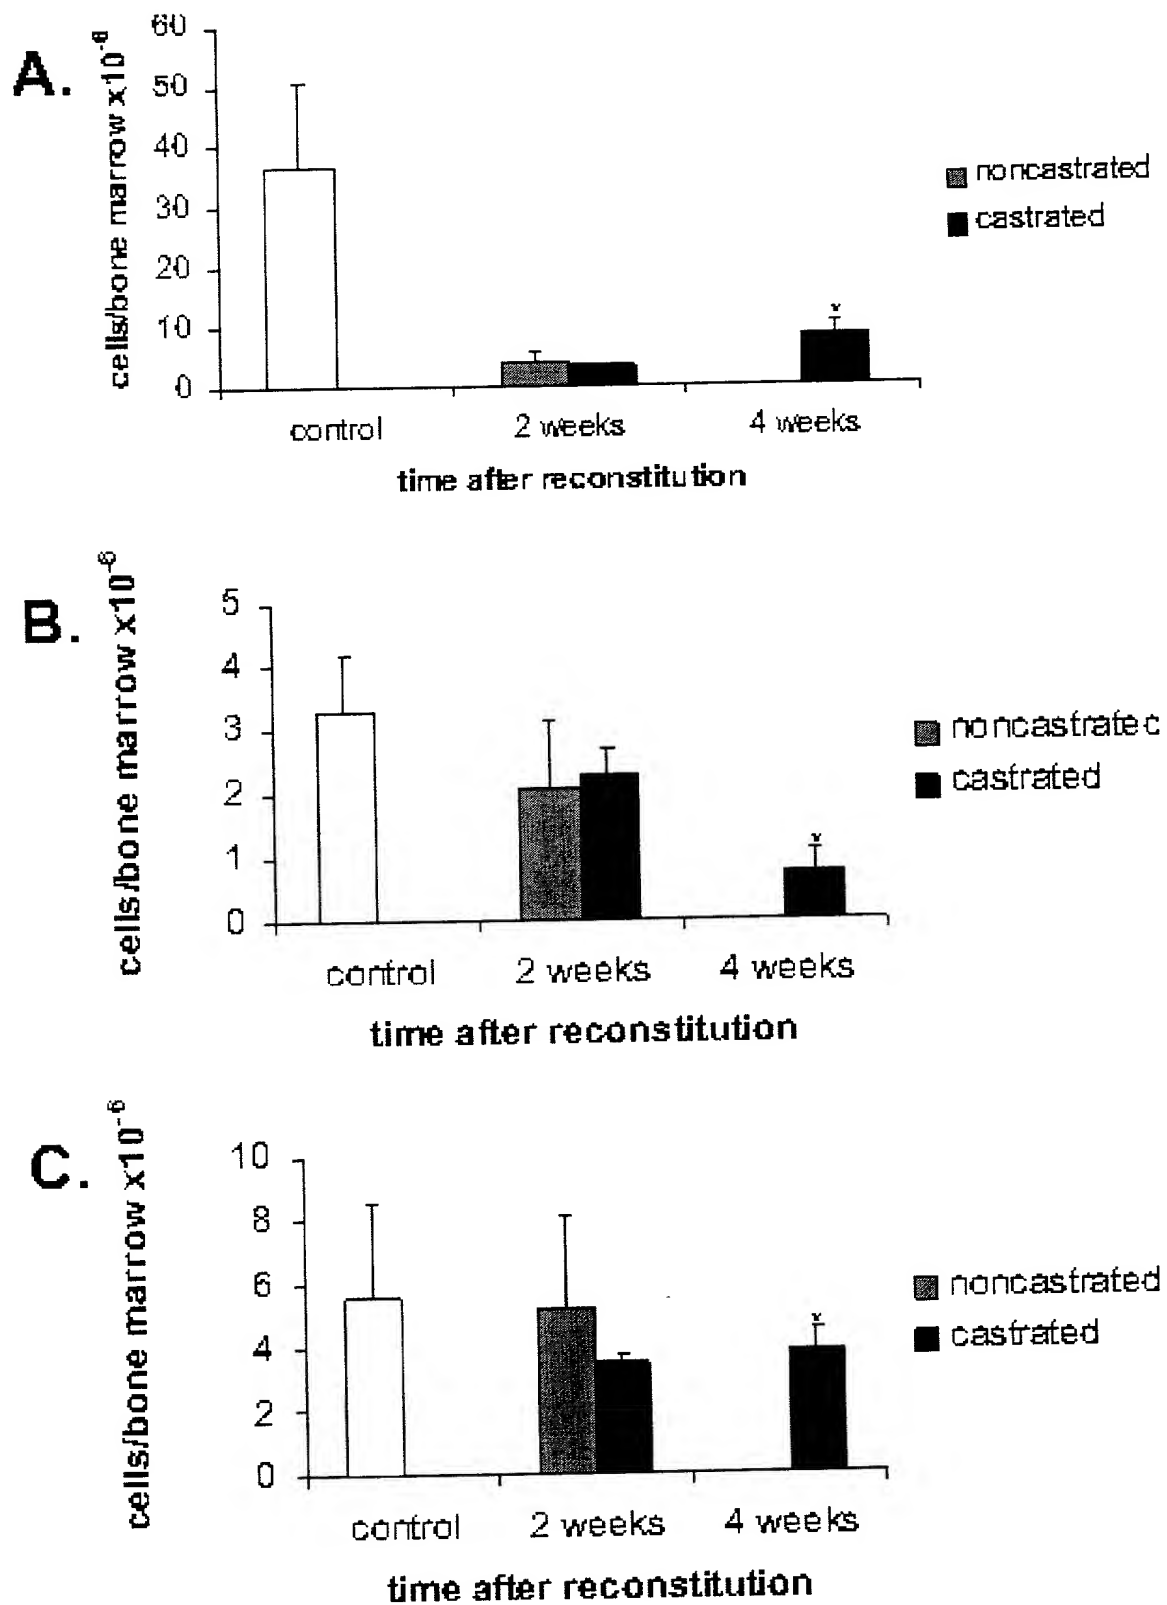 A.
cells/bone marrow x10⁻⁶
60
50
40
30
20
10
0
noncastrated
castrated
*
control 2 weeks 4 weeks
time after reconstitution
B.
cells/bone marrow x10⁻⁶
5
4
3
2
1
0
noncastratec
castrated
*
control 2 weeks 4 weeks
time after reconstitution
C.
cells/bone marrow x10⁻⁶
10
8
6
4
2
0
noncastrated
castrated
*
control 2 weeks 4 weeks
time after reconstitution